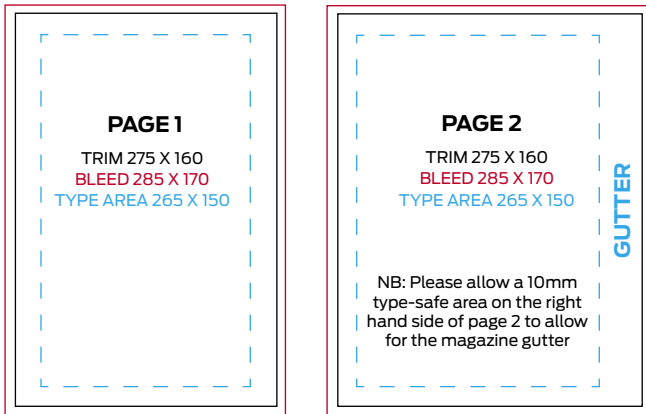 PAGE 1
TRIM 275 X 160
BLEED 285 X 170
TYPE AREA 265 X 150
PAGE 2
TRIM 275 X 160
BLEED 285 X 170
TYPE AREA 265 X 150
NB: Please allow a 10mm
type-safe area on the right
hand side of page 2 to allow
for the magazine gutter
GUTTER